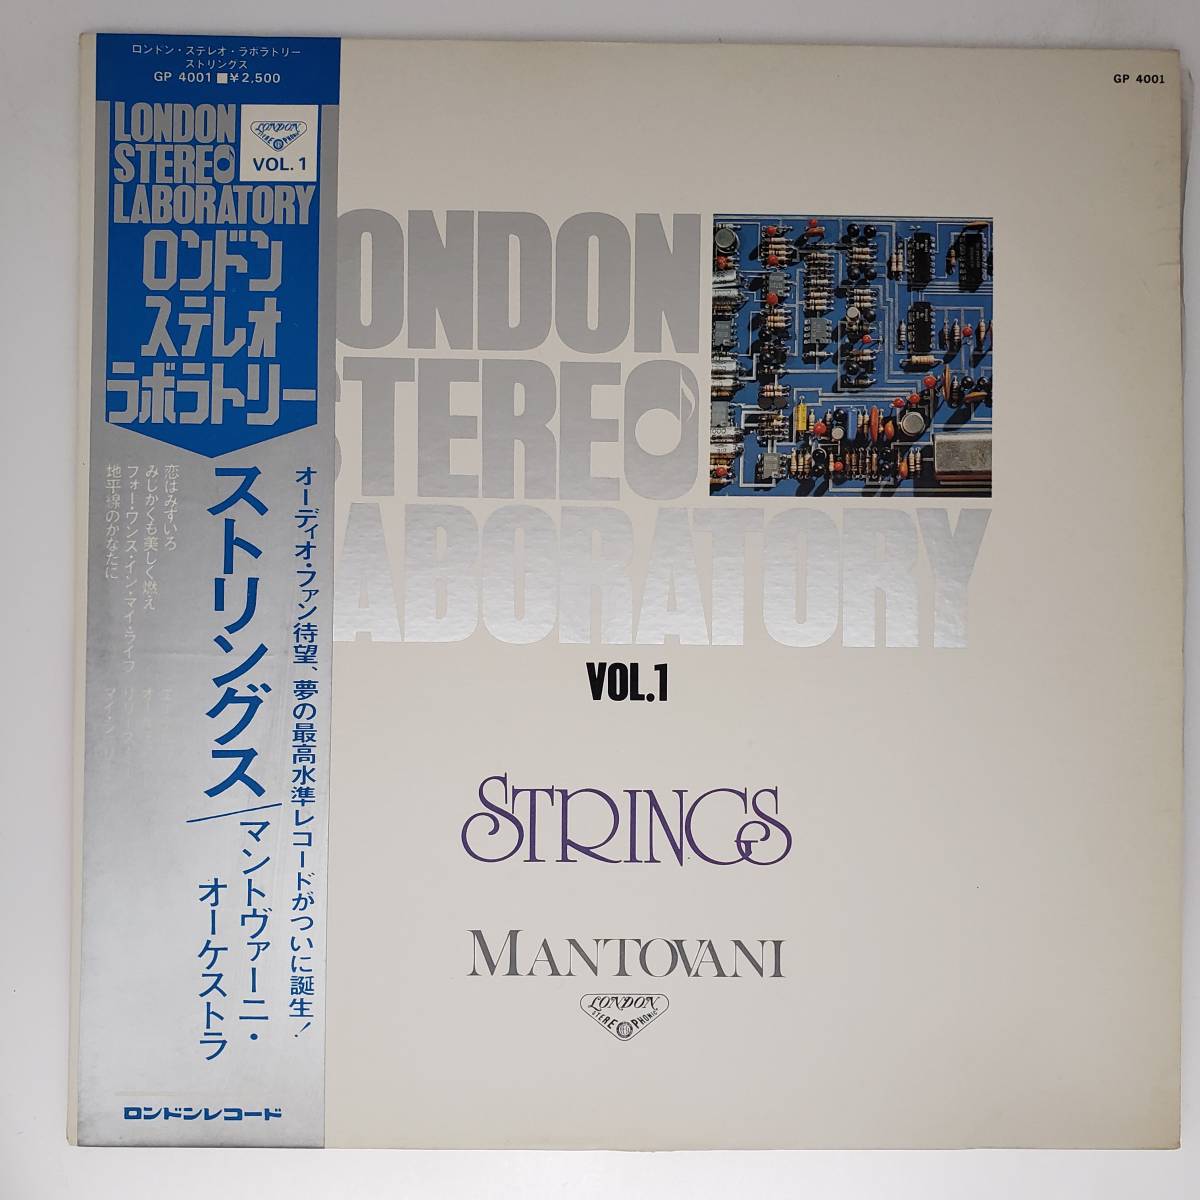 ロンドン・ステレオ・ラボラトリー
ストリングス
GP 4001 ■¥2,500
LONDON
STEREO
LABORATORY
LONDON
STEREO PHONIC
VOL. 1
ロンドン
ステレオ
ラボラトリー
オーディオ・ファン待望、夢の最高水準レコードがついに誕生!
ストリングス/マントヴァーニ・
オーケストラ
恋はみずいろ
みじかくも美しく燃え
フォー・ワンス・イン・マイ・ライフ
地平線のかなたに
ロンドンレコード
GP 4001
LONDON
STEREO
LABORATORY
VOL.1
STRINGS
MANTOVANI
LONDON
STEREO PHONIC